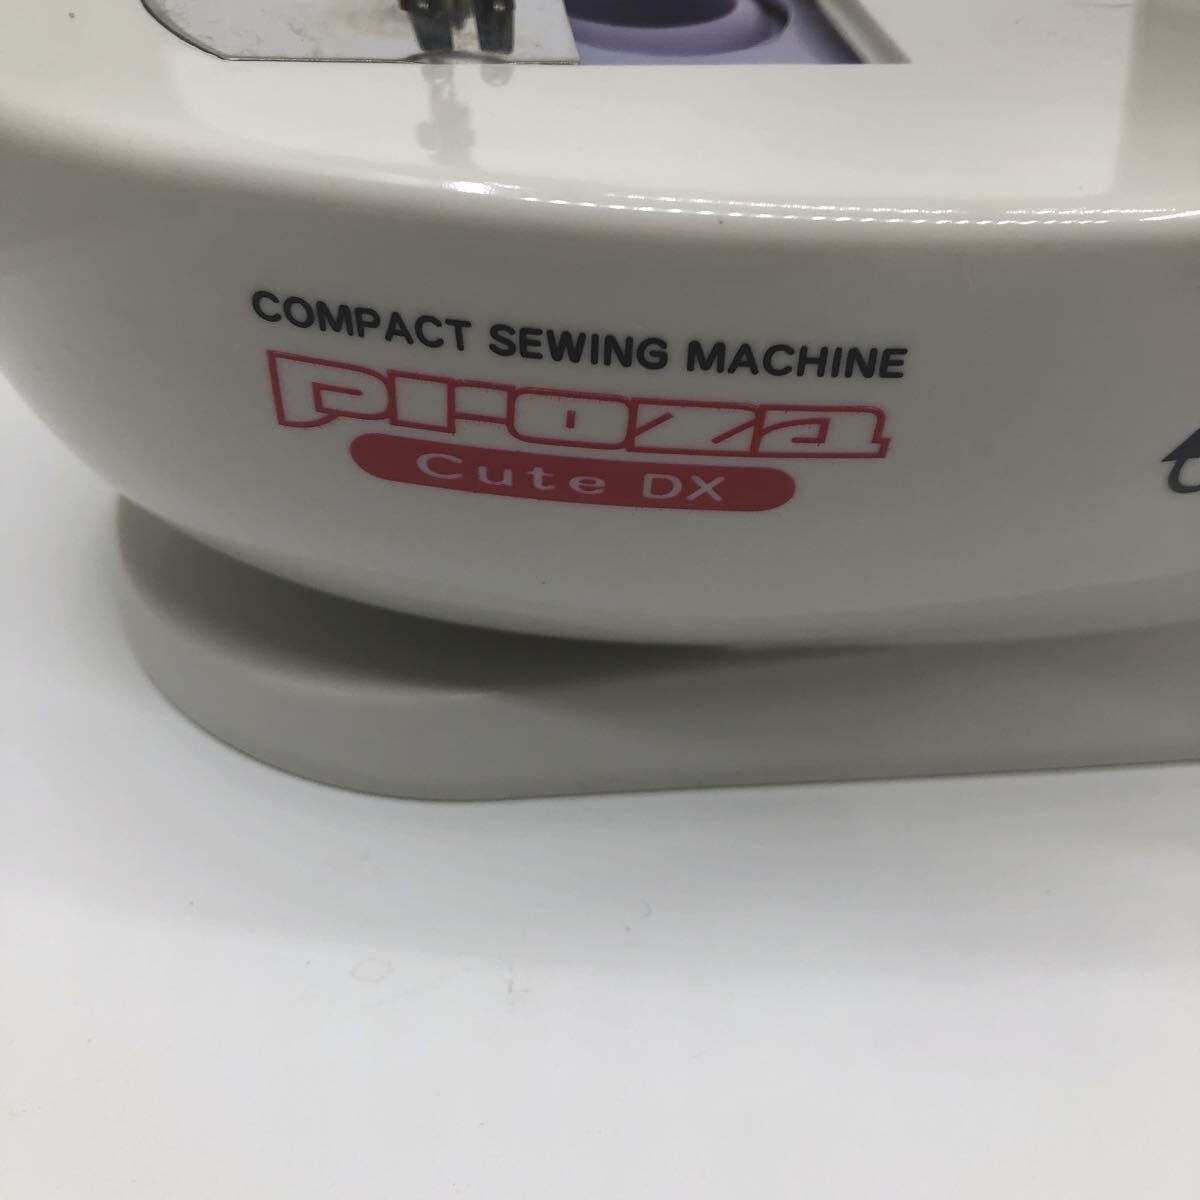 COMPACT SEWING MACHINE
proza
Cute DX